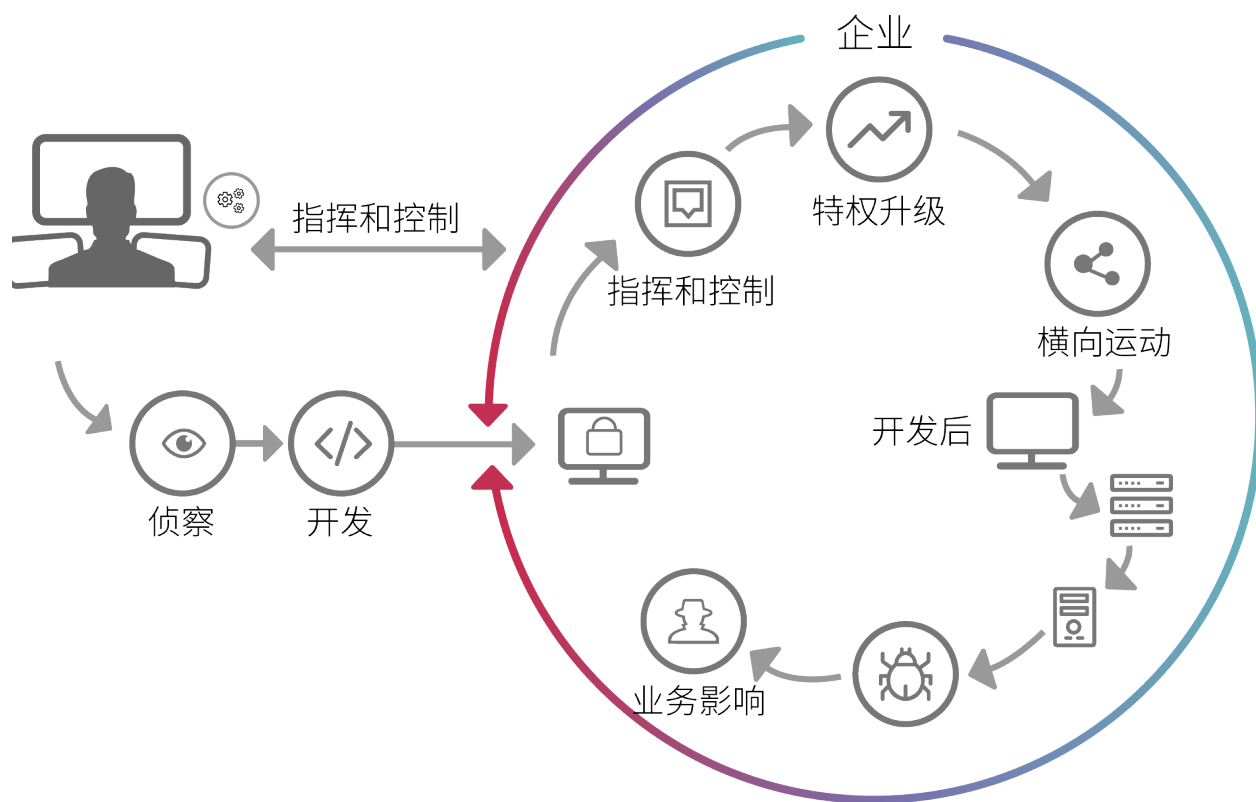 企业
指挥和控制
特权升级
指挥和控制
横向运动
开发后
侦察
开发
业务影响